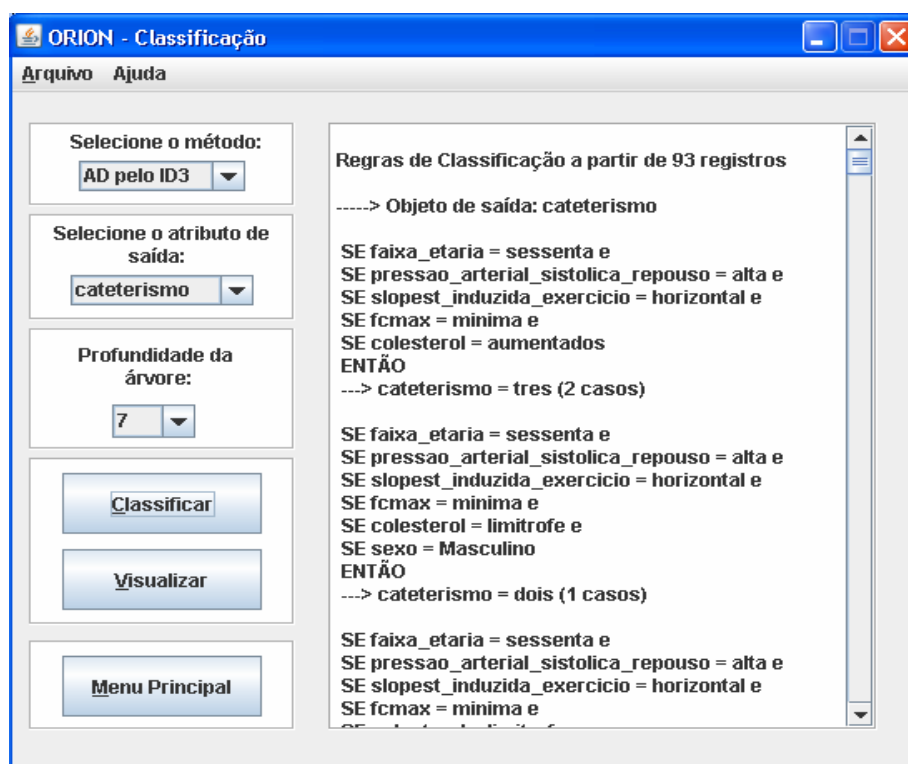 ORION - Classificação
Arquivo Ajuda
Selecione o método:
AD pelo ID3
Selecione o atributo de
saída:
cateterismo
Profundidade da
árvore:
7
Classificar
Visualizar
Menu Principal
Regras de Classificação a partir de 93 registros
-----> Objeto de saída: cateterismo
SE faixa_etaria = sessenta e
SE pressao_arterial_sistolica_repouso = alta e
SE slopest_induzida_exercicio = horizontal e
SE fcmax = minima e
SE colesterol = aumentados
ENTÃO
---> cateterismo = tres (2 casos)
SE faixa_etaria = sessenta e
SE pressao_arterial_sistolica_repouso = alta e
SE slopest_induzida_exercicio = horizontal e
SE fcmax = minima e
SE colesterol = limitrofe e
SE sexo = Masculino
ENTÃO
---> cateterismo = dois (1 casos)
SE faixa_etaria = sessenta e
SE pressao_arterial_sistolica_repouso = alta e
SE slopest_induzida_exercicio = horizontal e
SE fcmax = minima e